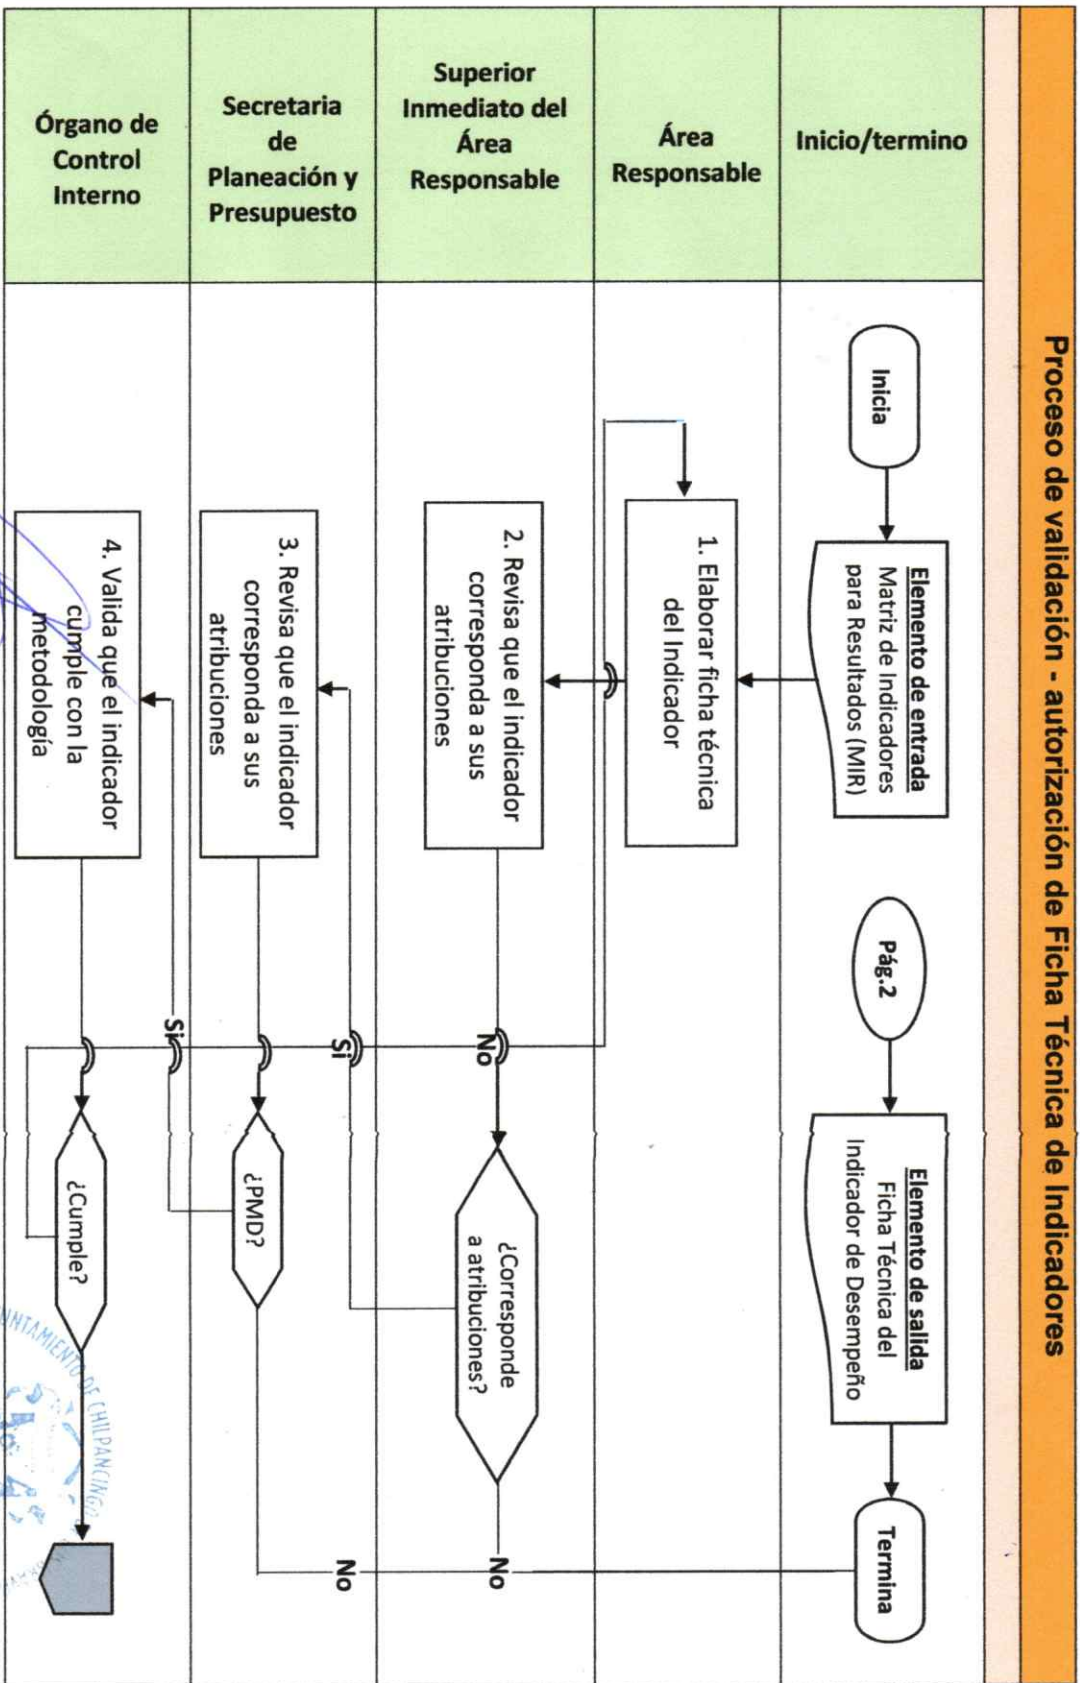 Proceso de validación - autorización de Ficha Técnica de Indicadores
Inicio/termino
Inicia
Elemento de entrada
Matriz de Indicadores
para Resultados (MIR)
Pág.2
Elemento de salida
Ficha Técnica del
Indicador de Desempeño
Termina
Área
Responsable
1. Elaborar ficha técnica
del Indicador
Superior
Inmediato del
Área
Responsable
2. Revisa que el indicador
corresponda a sus
atribuciones
No
¿Corresponde
a atribuciones?
No
Secretaria
de
Planeación y
Presupuesto
3. Revisa que el indicador
corresponda a sus
atribuciones
Si
¿PMD?
No
Órgano de
Control
Interno
4. Valida que el indicador
cumple con la
metodología
Si
¿Cumple?
DE CHILPANCINGO